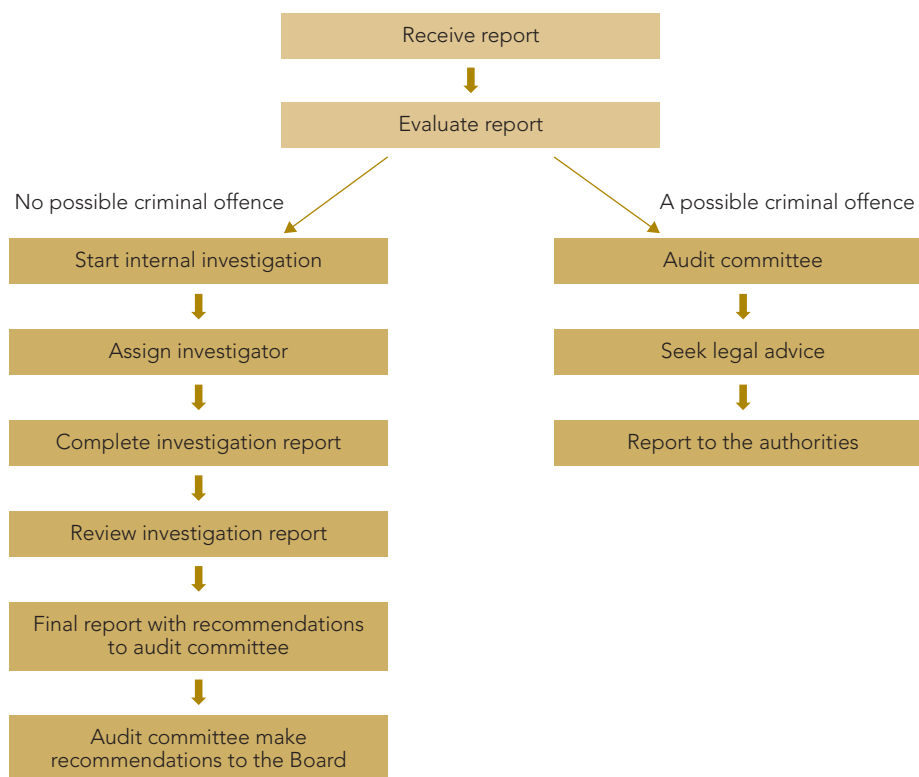 Receive report
Evaluate report
No possible criminal offence
A possible criminal offence
Start internal investigation
Audit committee
Assign investigator
Seek legal advice
Complete investigation report
Report to the authorities
Review investigation report
Final report with recommendations
to audit committee
Audit committee make
recommendations to the Board